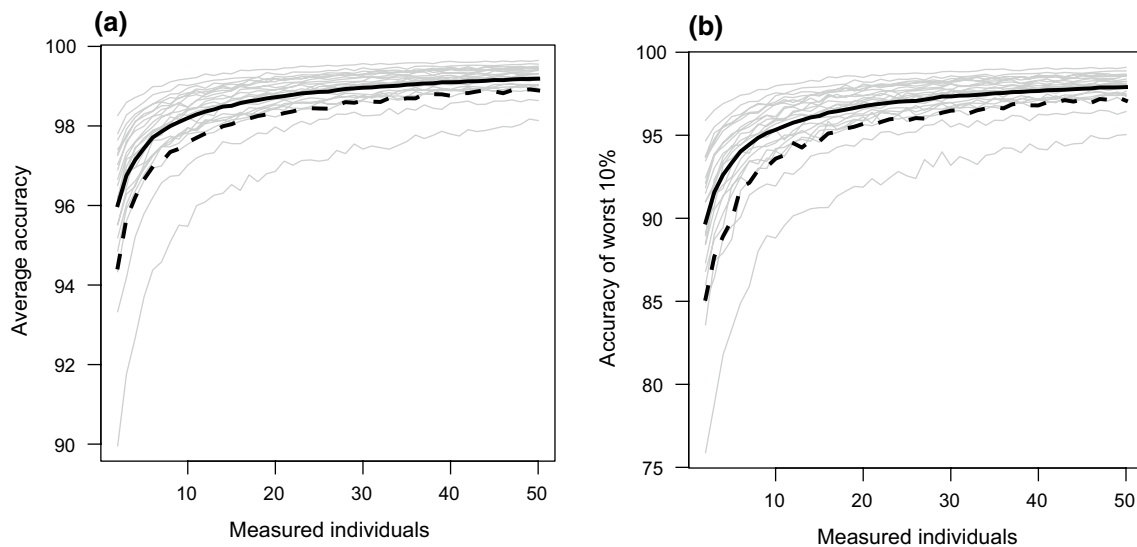 (a)
Average accuracy
100
98
96
94
92
90
10 20 30 40 50
Measured individuals
(b)
Accuracy of worst 10%
100
95
90
85
80
75
10 20 30 40 50
Measured individuals